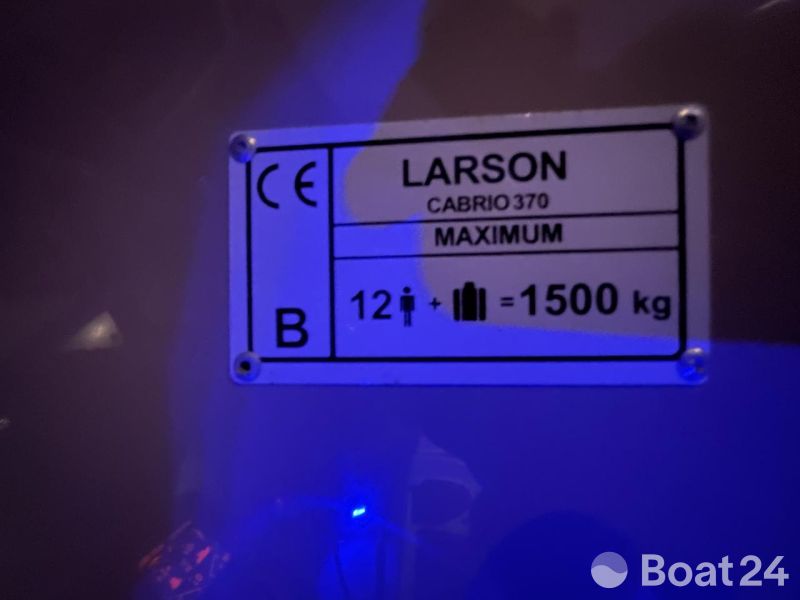 CE
LARSON
CABRIO 370
MAXIMUM
B
12 + = 1500 kg
Boat24